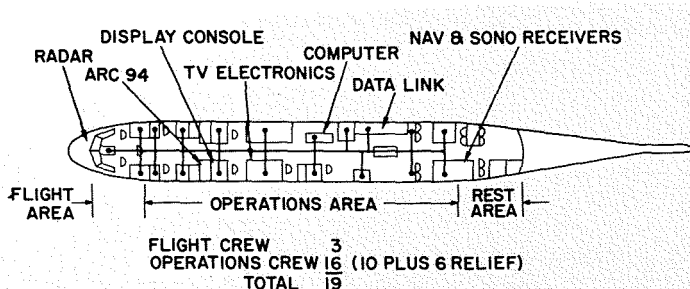 DISPLAY CONSOLE
NAV & SONO RECEIVERS
RADAR
COMPUTER
ARC 94
TV ELECTRONICS
DATA LINK
FLIGHT AREA
OPERATIONS AREA
REST AREA
FLIGHT CREW 3
OPERATIONS CREW 16 (10 PLUS 6 RELIEF)
TOTAL 19